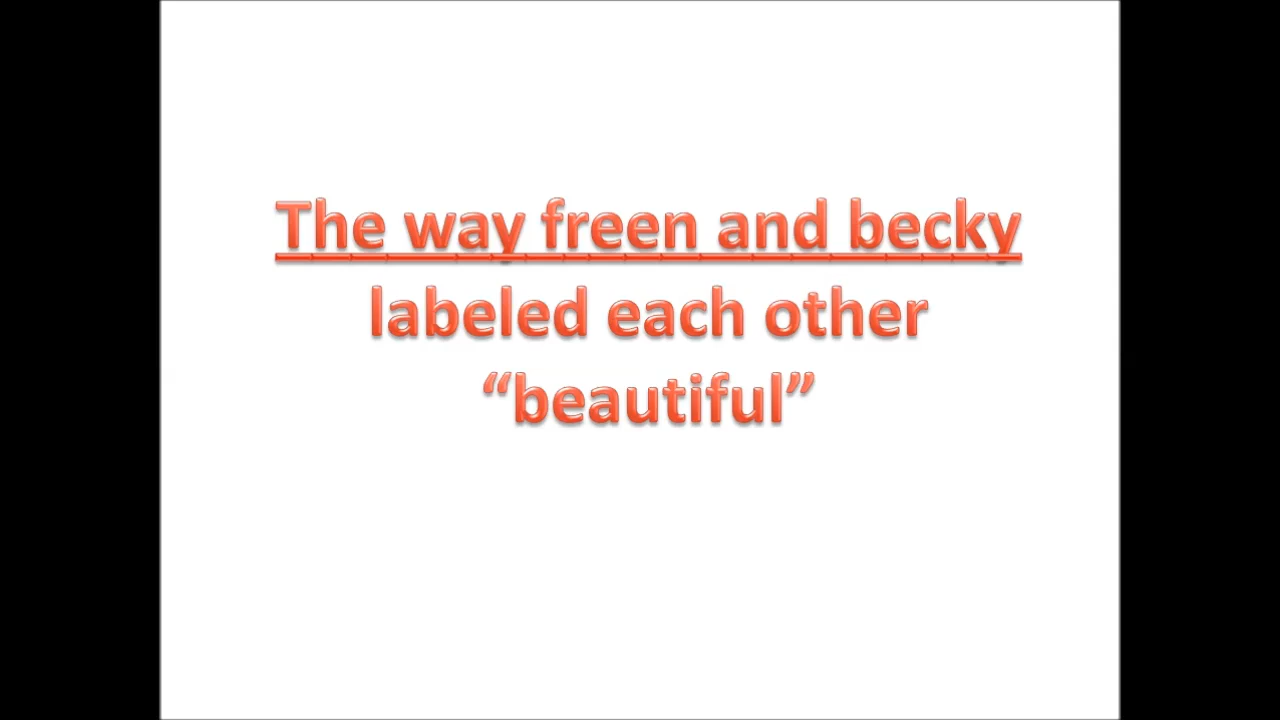 The way freen and becky
labeled each other
“beautiful”